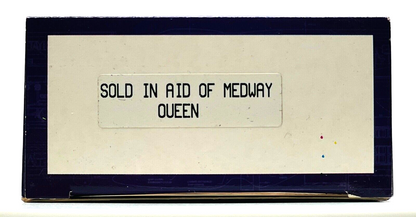 SOLD IN AID OF MEDWAY
QUEEN